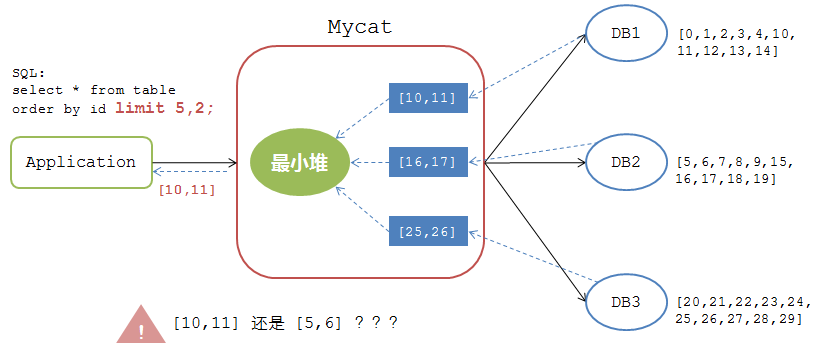 Mycat
SQL:
select * from table
order by id limit 5,2;
Application
[10,11]
最小堆
[10,11]
[16,17]
[25,26]
DB1
[0,1,2,3,4,10,
11,12,13,14]
DB2
[5,6,7,8,9,15,
16,17,18,19]
DB3
[20,21,22,23,24,
25,26,27,28,29]
!
[10,11] 还是 [5,6] ???